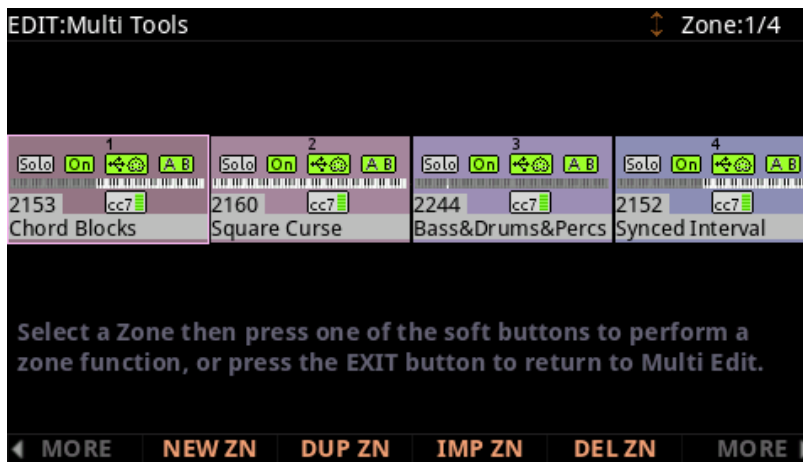 EDIT:Multi Tools Zone:1/4
1 2 3 4
Solo On A B Solo On A B Solo On A B Solo On A B
2153 cc7 2160 cc7 2244 cc7 2152 cc7
Chord Blocks Square Curse Bass&Drums&Percs Synced Interval
Select a Zone then press one of the soft buttons to perform a
zone function, or press the EXIT button to return to Multi Edit.
MORE NEW ZN DUP ZN IMP ZN DEL ZN MORE